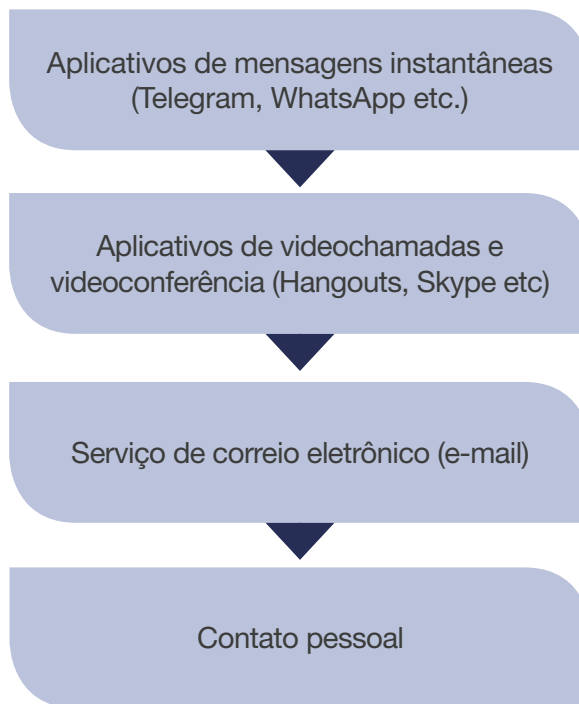 Aplicativos de mensagens instantâneas
(Telegram, WhatsApp etc.)
Aplicativos de videochamadas e
videoconferência (Hangouts, Skype etc)
Serviço de correio eletrônico (e-mail)
Contato pessoal